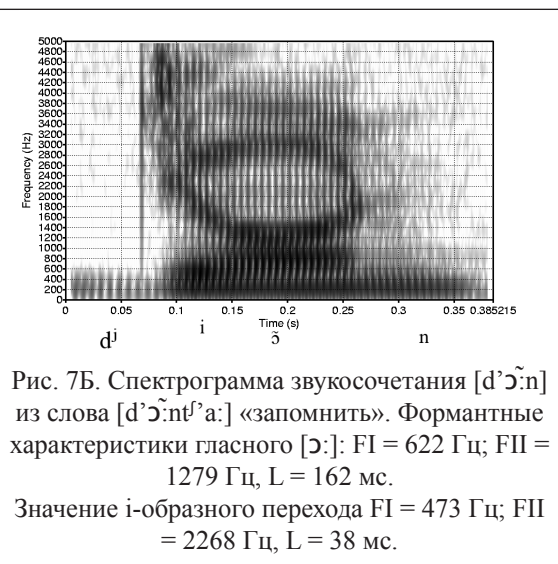 5000
4800
4600
4400
4200
4000
3800
3600
3400
3200
3000
2800
2600
2400
2200
2000
1800
1600
1400
1200
1000
800
600
400
200
0
Frequency (Hz)
0 0.05 0.1 0.15 0.2 0.25 0.3 0.35 0.385215
Time (s)
dʲ i ɔ̃ n
Рис. 7Б. Спектрограмма звукосочетания [d’ɔ̃:n]
из слова [d’ɔ̃:ntʃ’a:] «запомнить». Формантные
характеристики гласного [ɔ:]: FI = 622 Гц; FII =
1279 Гц, L = 162 мс.
Значение i-образного перехода FI = 473 Гц; FII
= 2268 Гц, L = 38 мс.